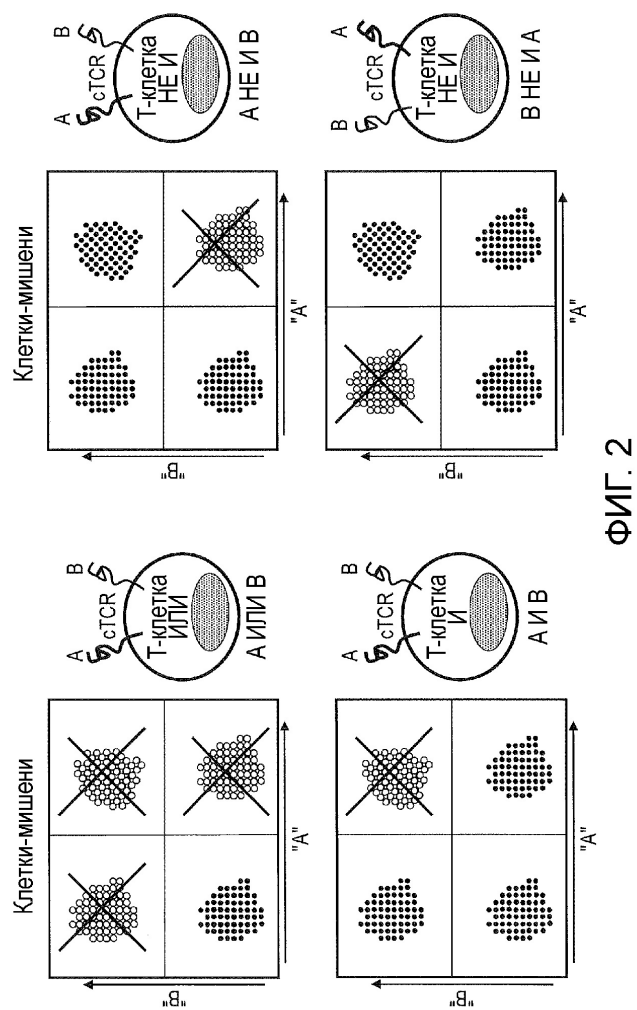 Клетки-мишени
"B"
"A"
A
B
cTCR
Т-клетка
ИЛИ
А ИЛИ В
"B"
"A"
A
B
cTCR
Т-клетка
И
А И В
Клетки-мишени
"B"
"A"
A
B
cTCR
Т-клетка
НЕ И
А НЕ И В
"B"
"A"
B
A
cTCR
Т-клетка
НЕ И
В НЕ И А
ФИГ. 2